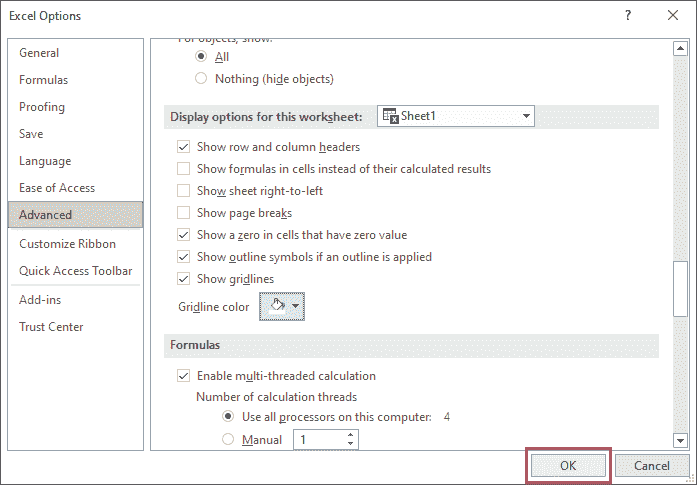 Excel Options
?
General
Formulas
Proofing
Save
Language
Ease of Access
Advanced
Customize Ribbon
Quick Access Toolbar
Add-ins
Trust Center
For objects, show:
All
Nothing (hide objects)
Display options for this worksheet: Sheet1
Show row and column headers
Show formulas in cells instead of their calculated results
Show sheet right-to-left
Show page breaks
Show a zero in cells that have zero value
Show outline symbols if an outline is applied
Show gridlines
Gridline color
Formulas
Enable multi-threaded calculation
Number of calculation threads
Use all processors on this computer: 4
Manual 1
OK Cancel